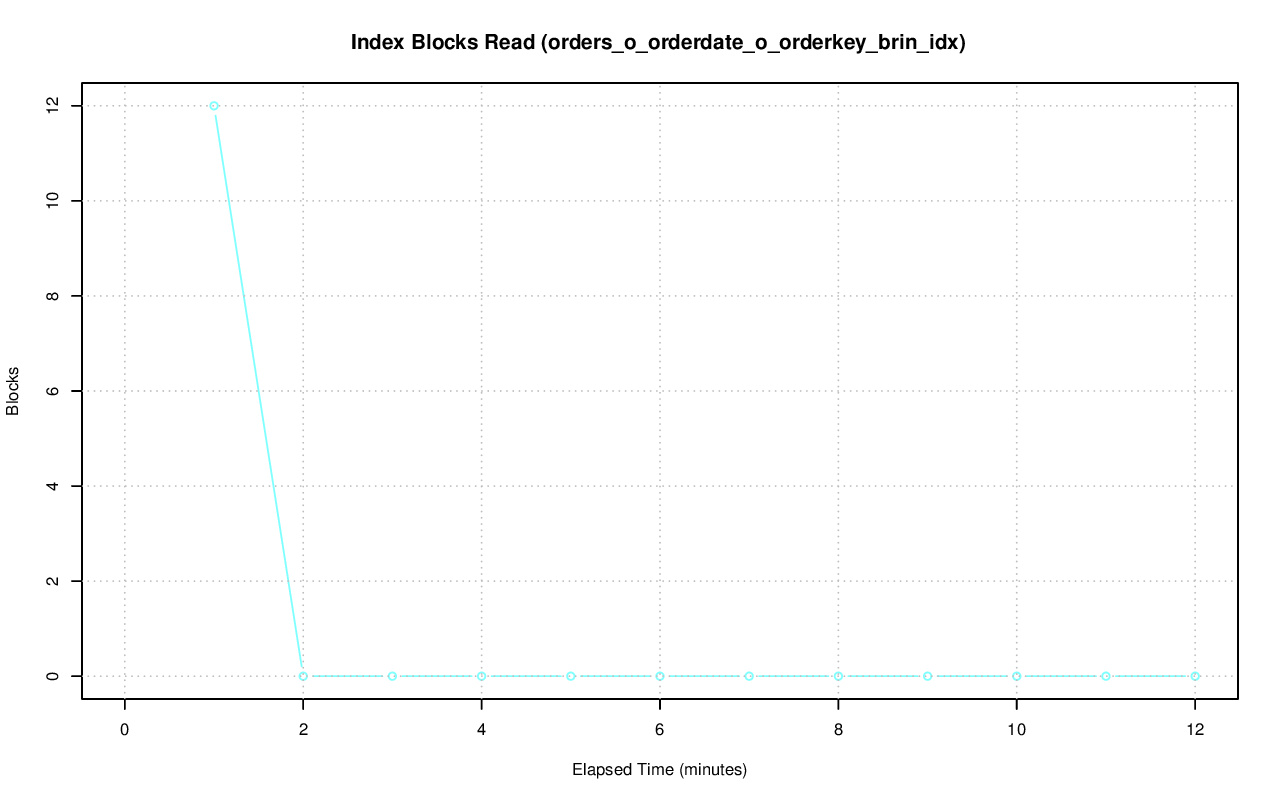 Index Blocks Read (orders_o_orderdate_o_orderkey_brin_idx)
12
10
8
6
4
2
0
Blocks
0 2 4 6 8 10 12
Elapsed Time (minutes)